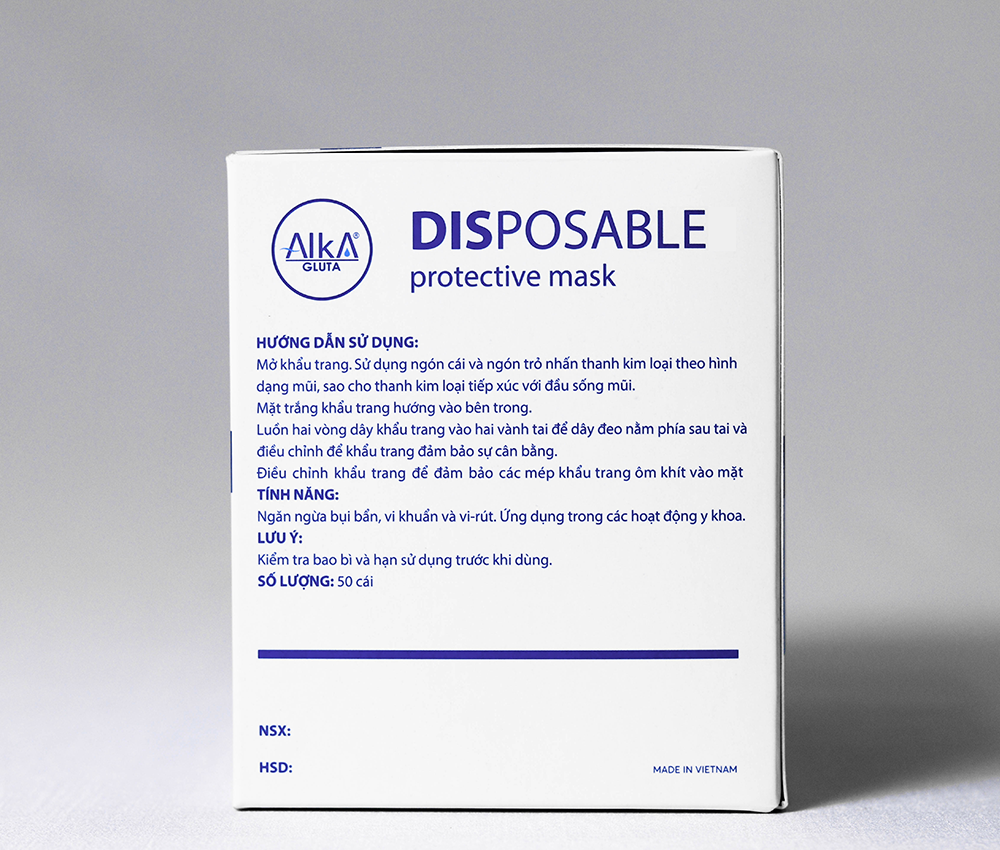 AlkA®
GLUTA
DISPOSABLE
protective mask
HƯỚNG DẪN SỬ DỤNG:
Mở khẩu trang. Sử dụng ngón cái và ngón trỏ nhấn thanh kim loại theo hình
dạng mũi, sao cho thanh kim loại tiếp xúc với đầu sống mũi.
Mặt trắng khẩu trang hướng vào bên trong.
Luồn hai vòng dây khẩu trang vào hai vành tai để dây đeo nằm phía sau tai và
điều chỉnh để khẩu trang đảm bảo sự cân bằng.
Điều chỉnh khẩu trang để đảm bảo các mép khẩu trang ôm khít vào mặt
TÍNH NĂNG:
Ngăn ngừa bụi bẩn, vi khuẩn và vi-rút. Ứng dụng trong các hoạt động y khoa.
LƯU Ý:
Kiểm tra bao bì và hạn sử dụng trước khi dùng.
SỐ LƯỢNG: 50 cái
NSX:
HSD:
MADE IN VIETNAM